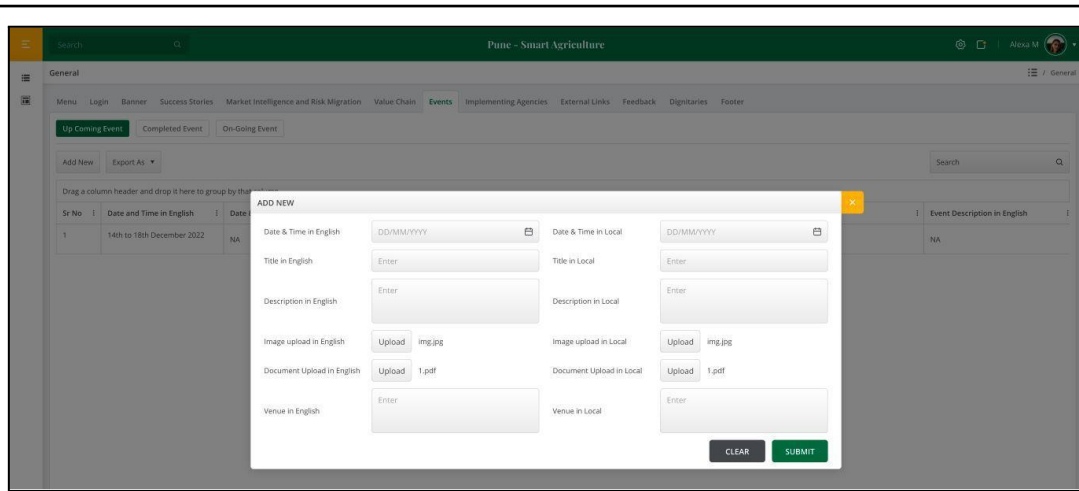 Search
Pune - Smart Agriculture
Alexa M
General
/ General
Menu Login Banner Success Stories Market Intelligence and Risk Migration Value Chain Events Implementing Agencies External Links Feedback Dignitaries Footer
Up Coming Event Completed Event On-Going Event
Add New Export As Search
Drag a column header and drop it here to group by that column
Sr No Date and Time in English Date Event Description in English
1 14th to 18th December 2022 NA NA
ADD NEW x
Date & Time in English DD/MM/YYYY Date & Time in Local DD/MM/YYYY
Title in English Enter Title in Local Enter
Description in English Enter Description in Local Enter
Image upload in English Upload img.jpg Image upload in Local Upload img.jpg
Document Upload in English Upload 1.pdf Document Upload in Local Upload 1.pdf
Venue in English Enter Venue in Local Enter
CLEAR SUBMIT